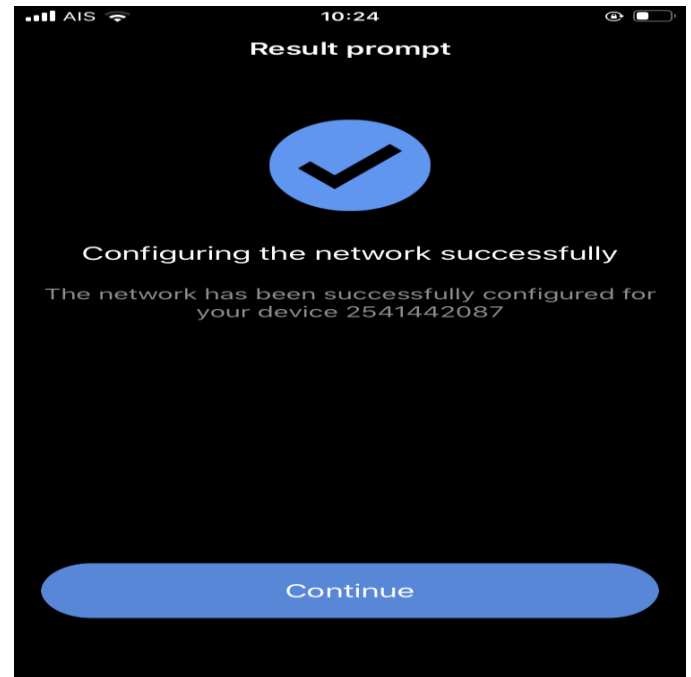 AIS 10:24
Result prompt
Configuring the network successfully
The network has been successfully configured for
your device 2541442087
Continue